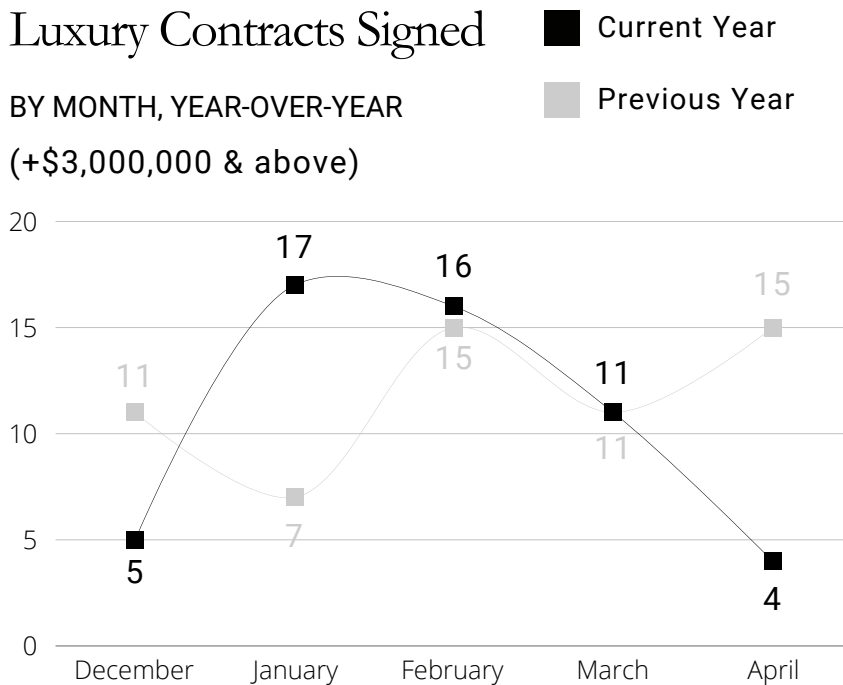 Luxury Contracts Signed
Current Year
BY MONTH, YEAR-OVER-YEAR
Previous Year
(+$3,000,000 & above)
20
17
16
15
15
15
11
11
11
10
7
5
5
4
0
December January February March April